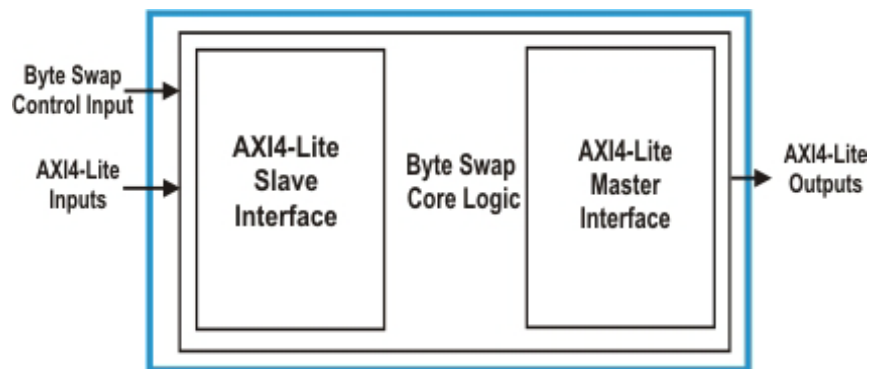 Byte Swap
Control Input
AXI4-Lite
Inputs
AXI4-Lite
Slave
Interface
Byte Swap
Core Logic
AXI4-Lite
Master
Interface
AXI4-Lite
Outputs